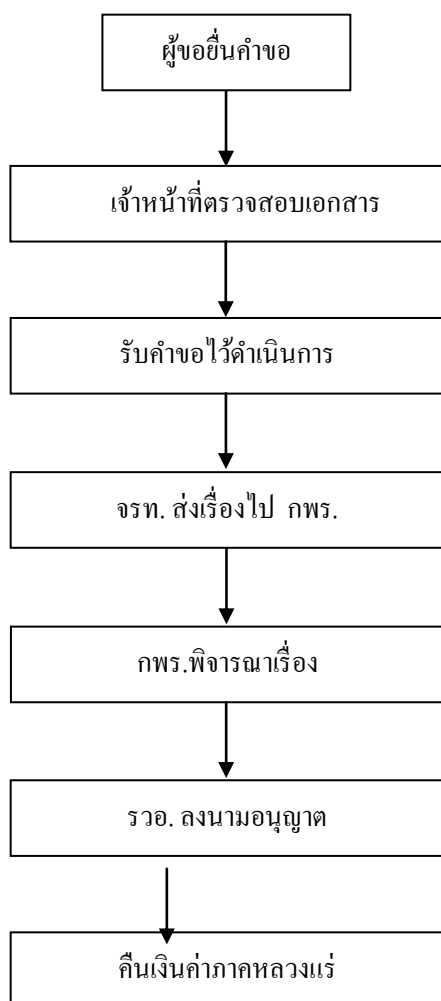 ผู้ขอยื่นคำขอ
เจ้าหน้าที่ตรวจสอบเอกสาร
รับคำขอไว้ดำเนินการ
จรท. ส่งเรื่องไป กพร.
กพร.พิจารณาเรื่อง
รวอ. ลงนามอนุญาต
คืนเงินค่าภาคหลวงแร่